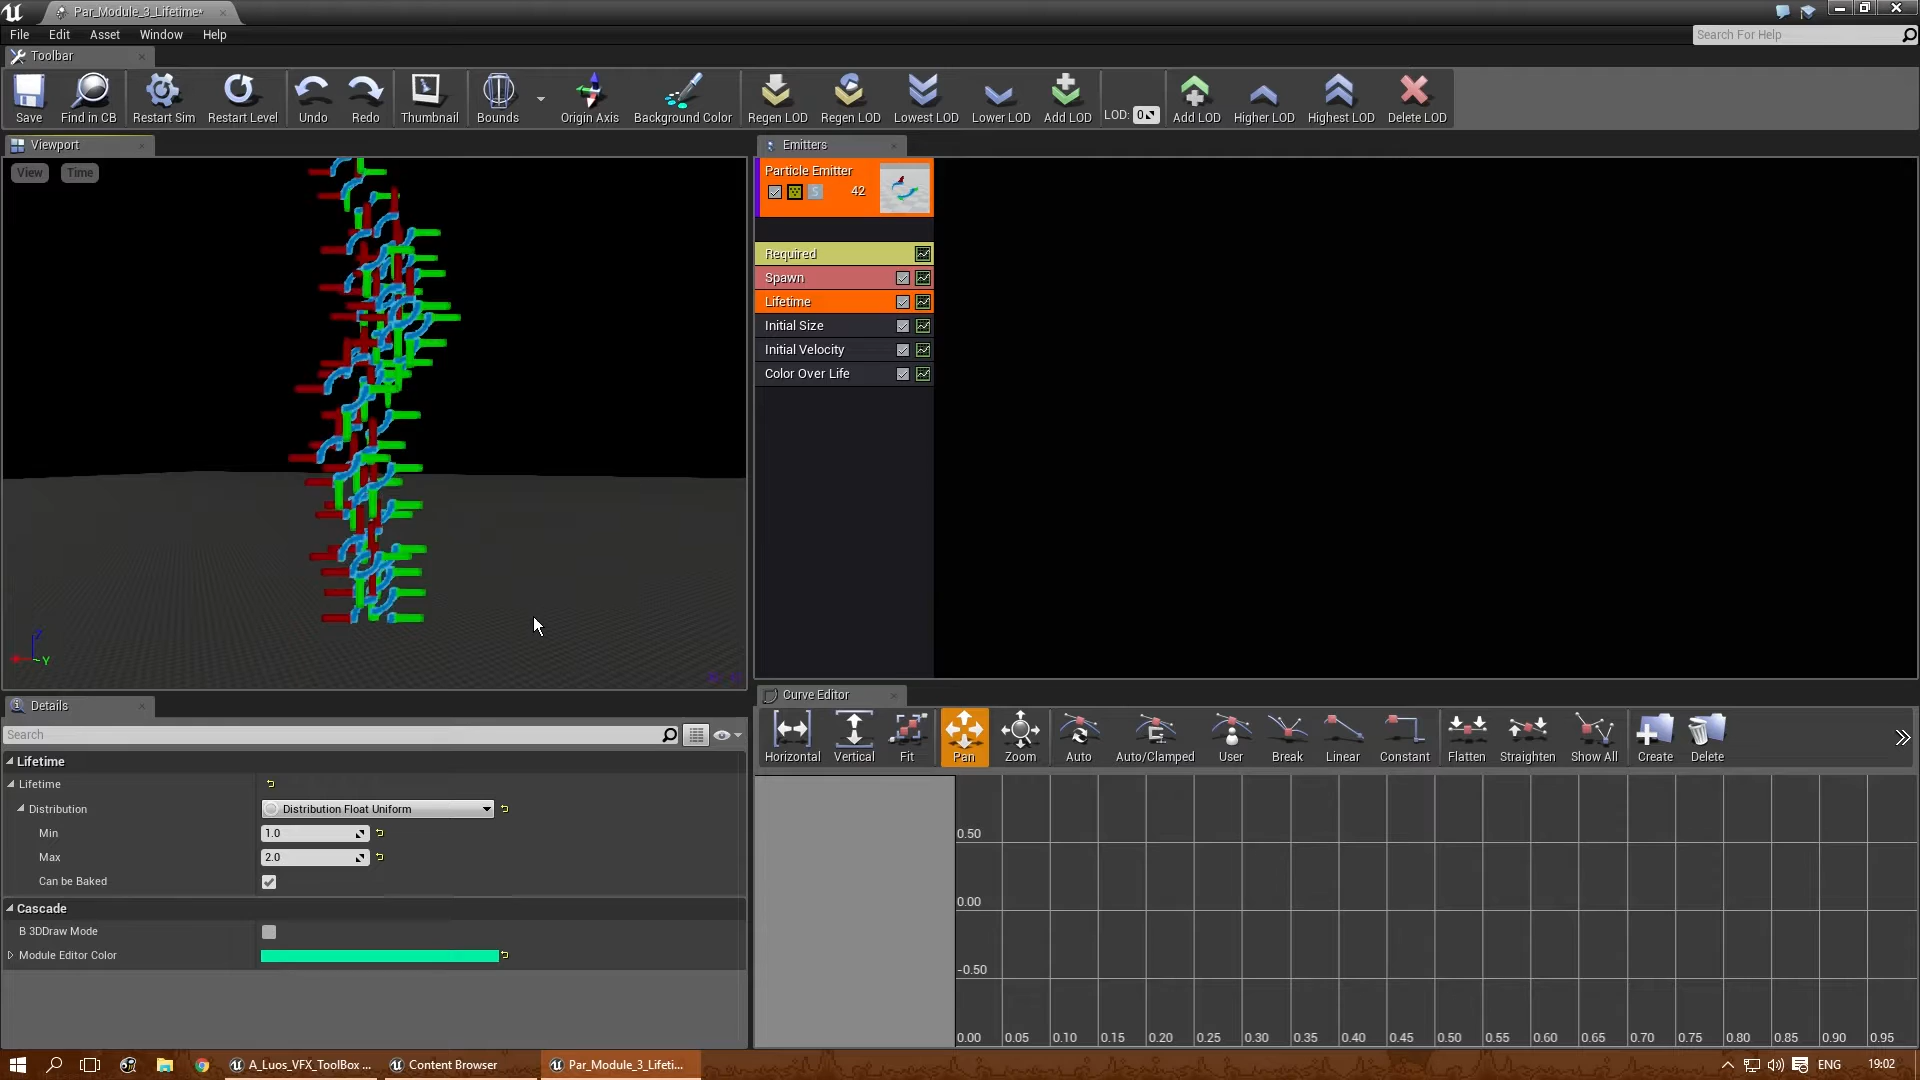 Par_Module_3_Lifetime*
File Edit Asset Window Help
Search For Help
Toolbar
Save Find in CB Restart Sim Restart Level Undo Redo Thumbnail Bounds Origin Axis Background Color Regen LOD Regen LOD Lowest LOD Lower LOD Add LOD LOD: 0 Add LOD Higher LOD Highest LOD Delete LOD
Viewport
View Time
Z
Y
Emitters
Particle Emitter
S 42
Required
Spawn
Lifetime
Initial Size
Initial Velocity
Color Over Life
Details
Search
Lifetime
Lifetime
Distribution Distribution Float Uniform
Min 1.0
Max 2.0
Can be Baked
Cascade
B 3DDraw Mode
Module Editor Color
Curve Editor
Horizontal Vertical Fit Pan Zoom Auto Auto/Clamped User Break Linear Constant Flatten Straighten Show All Create Delete
0.50
0.00
-0.50
0.00 0.05 0.10 0.15 0.20 0.25 0.30 0.35 0.40 0.45 0.50 0.55 0.60 0.65 0.70 0.75 0.80 0.85 0.90 0.95
A_Luos_VFX_ToolBox ... Content Browser Par_Module_3_Lifeti... ENG 19:02